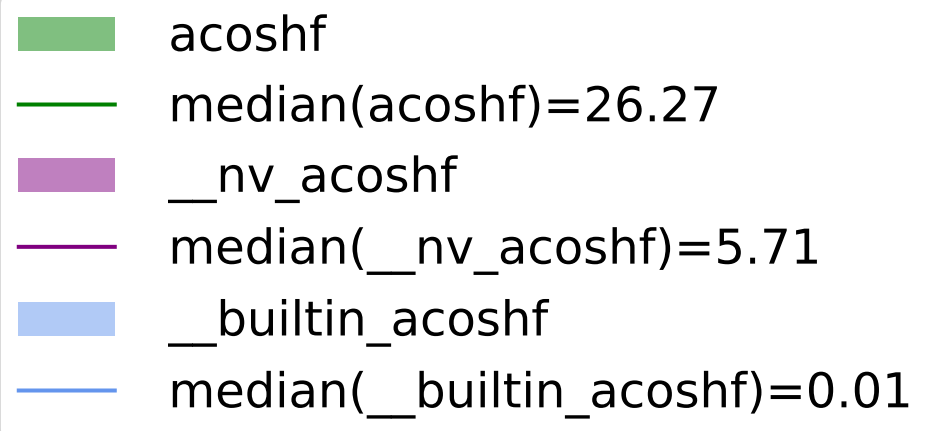 acoshf
median(acoshf)=26.27
__nv_acoshf
median(__nv_acoshf)=5.71
__builtin_acoshf
median(__builtin_acoshf)=0.01